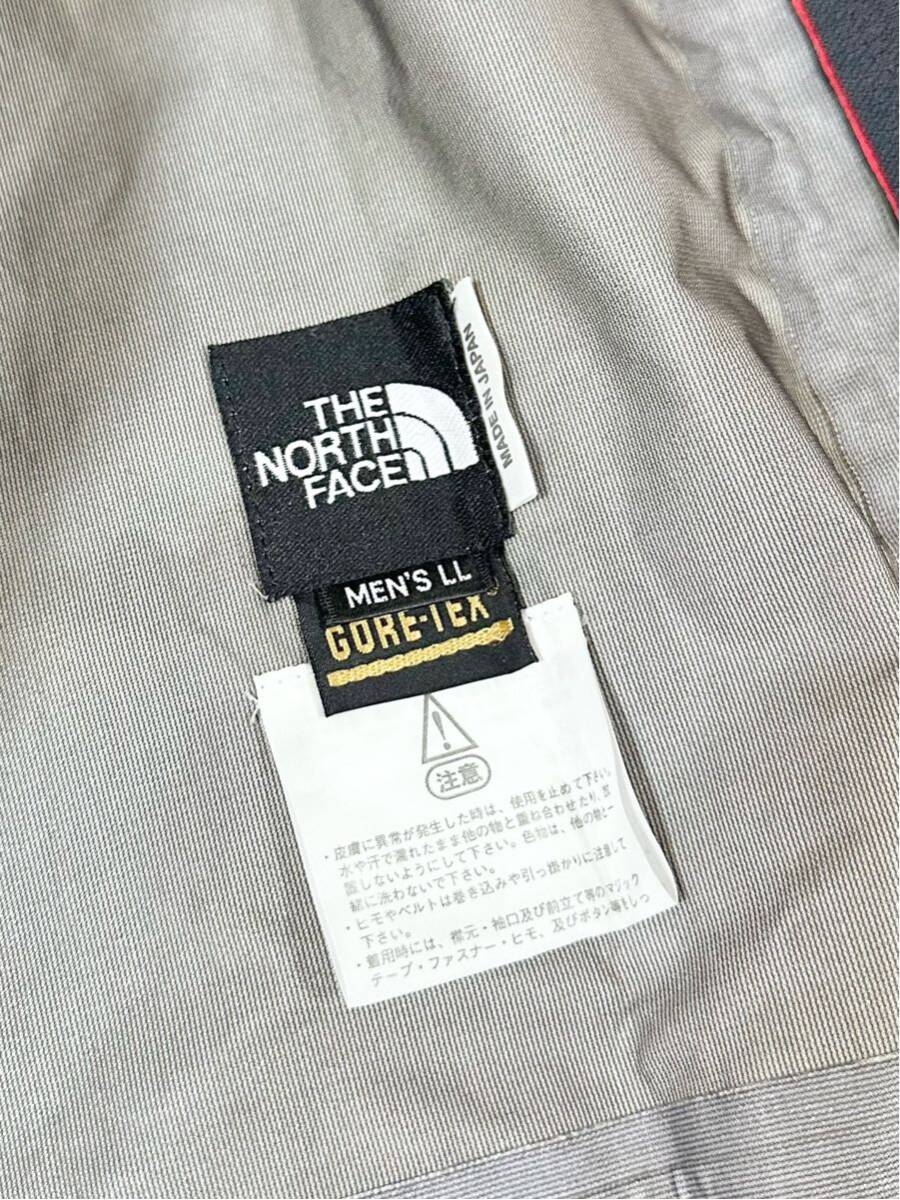 THE
NORTH
FACE
MADE IN JAPAN
MEN'S LL
GORE-TEX
注意
・皮膚に異常が発生した時は、使用を止めて下さい。
水や汗で濡れたまま他の物と重ね合わせたり、放
置しないようにして下さい。色物は、他の物と一
緒に洗わないで下さい。
・ヒモやベルトは巻き込みや引っ掛かりに注意して
下さい。
・着用時には、襟元・袖口及び前立て等のマジック
テープ・ファスナー・ヒモ、及びボタン等をしっ